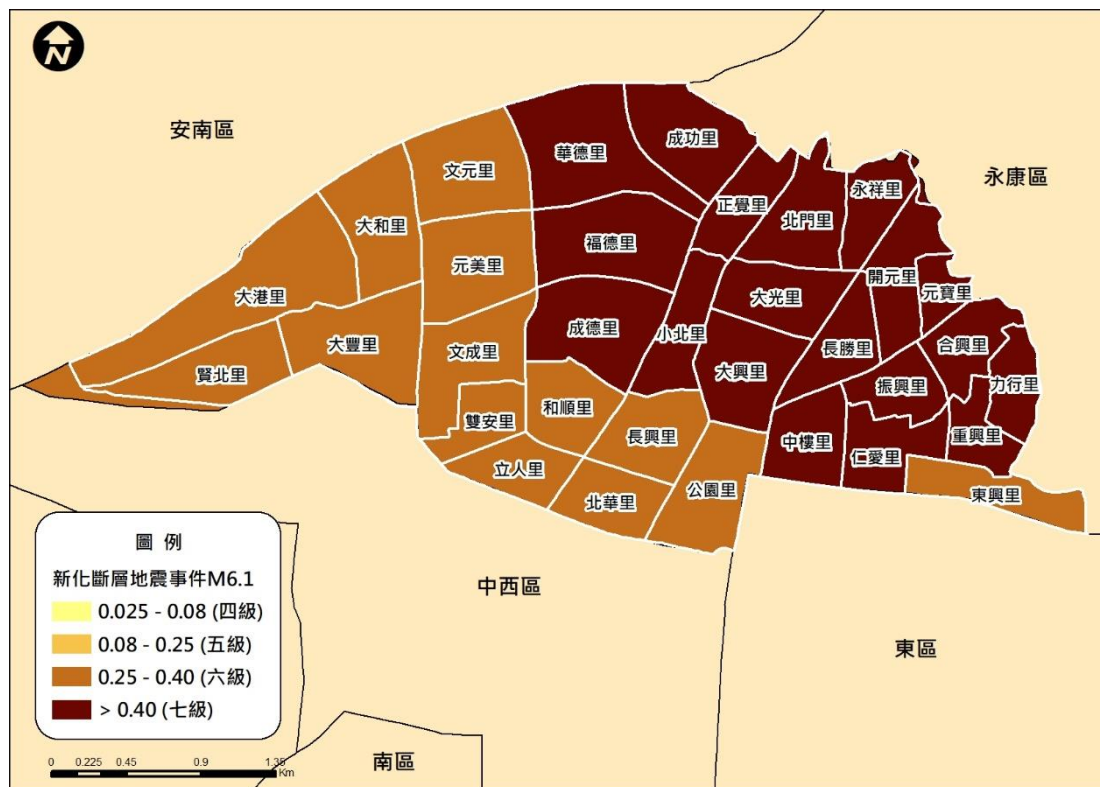 N
安南區
永康區
華德里
成功里
文元里
正覺里
北門里
永祥里
大和里
福德里
元美里
開元里
大港里
大光里
元寶里
成德里
小北里
大豐里
文成里
長勝里
合興里
賢北里
大興里
振興里
力行里
雙安里
和順里
長興里
中樓里
仁愛里
重興里
立人里
北華里
公園里
東興里
圖 例
新化斷層地震事件M6.1
0.025 - 0.08 (四級)
0.08 - 0.25 (五級)
0.25 - 0.40 (六級)
> 0.40 (七級)
中西區
東區
南區
0 0.225 0.45 0.9 1.35
Km